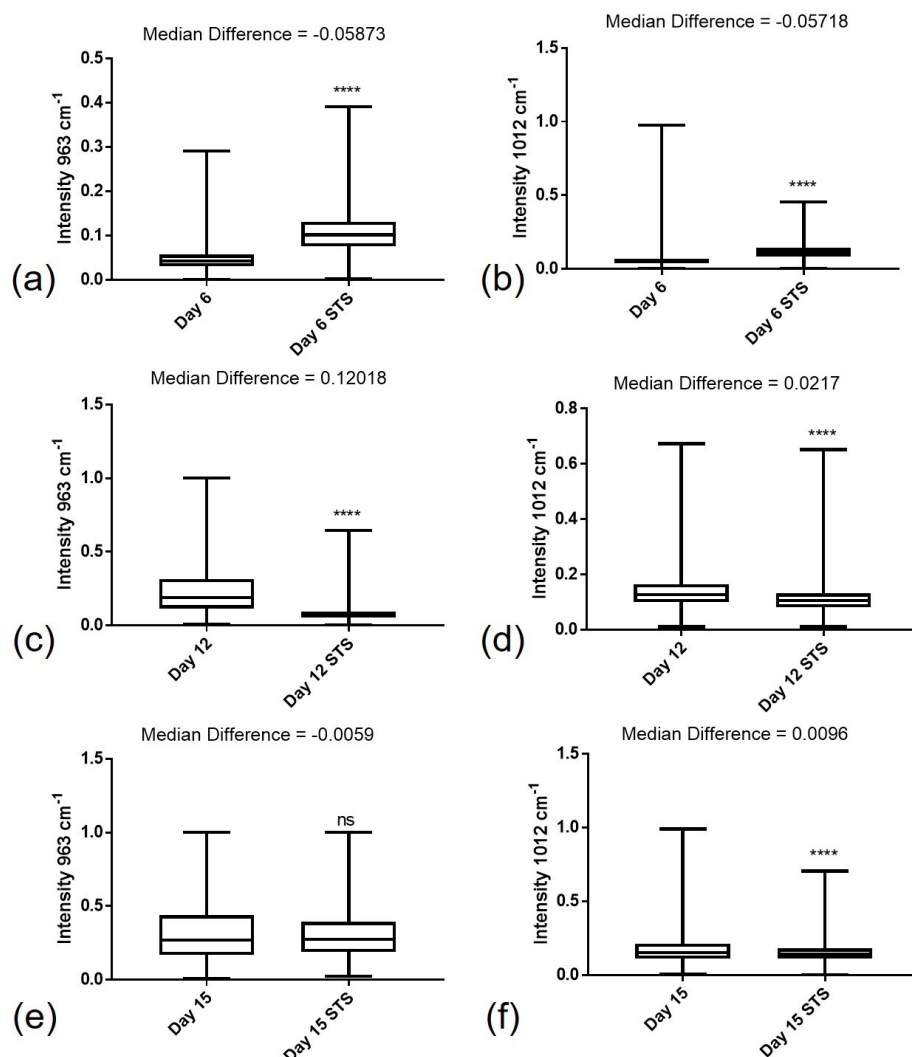 Median Difference = -0.05873
Intensity 963 cm⁻¹
0.5
0.4
0.3
0.2
0.1
0.0
****
Day 6
Day 6 STS
(a)
Median Difference = -0.05718
Intensity 1012 cm⁻¹
1.5
1.0
0.5
0.0
****
Day 6
Day 6 STS
(b)
Median Difference = 0.12018
Intensity 963 cm⁻¹
1.5
1.0
0.5
0.0
****
Day 12
Day 12 STS
(c)
Median Difference = 0.0217
Intensity 1012 cm⁻¹
0.8
0.6
0.4
0.2
0.0
****
Day 12
Day 12 STS
(d)
Median Difference = -0.0059
Intensity 963 cm⁻¹
1.5
1.0
0.5
0.0
ns
Day 15
Day 15 STS
(e)
Median Difference = 0.0096
Intensity 1012 cm⁻¹
1.5
1.0
0.5
0.0
****
Day 15
Day 15 STS
(f)